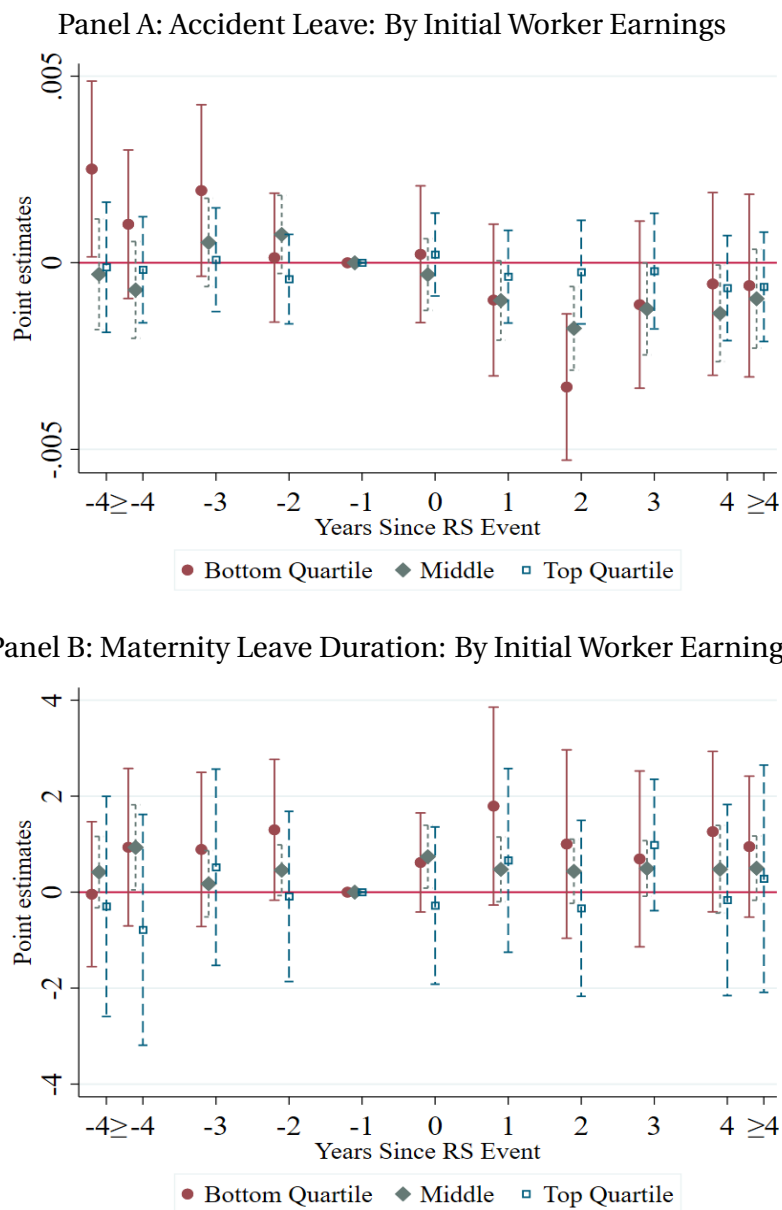 Panel A: Accident Leave: By Initial Worker Earnings
.005
0
-.005
Point estimates
-4≥ -4 -3 -2 -1 0 1 2 3 4 ≥4
Years Since RS Event
Bottom Quartile Middle Top Quartile
Panel B: Maternity Leave Duration: By Initial Worker Earning
4
2
0
-2
-4
Point estimates
-4≥ -4 -3 -2 -1 0 1 2 3 4 ≥4
Years Since RS Event
Bottom Quartile Middle Top Quartile